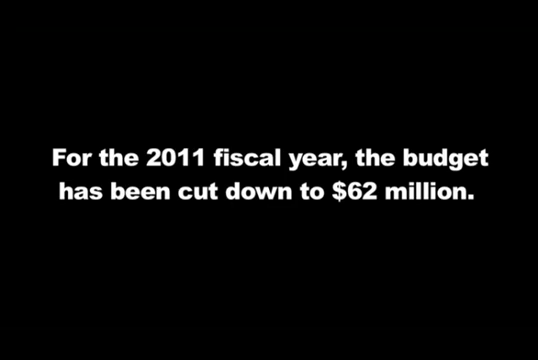 For the 2011 fiscal year, the budget
has been cut down to $62 million.